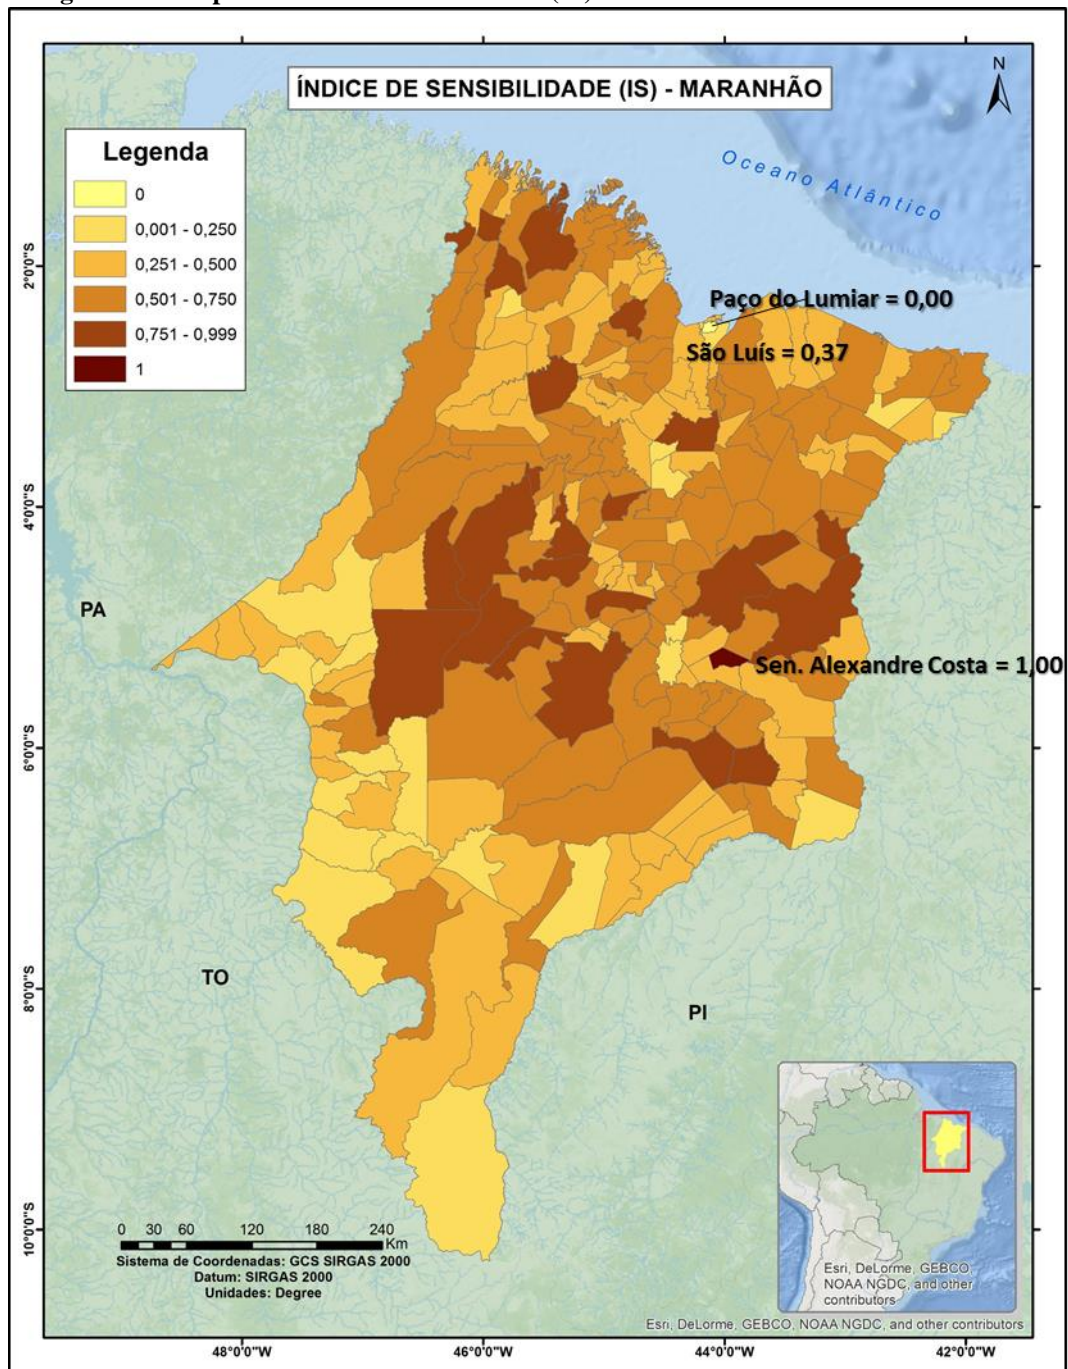 ÍNDICE DE SENSIBILIDADE (IS) - MARANHÃO
N
Legenda
0
0,001 - 0,250
0,251 - 0,500
0,501 - 0,750
0,751 - 0,999
1
Oceano Atlântico
Paço do Lumiar = 0,00
São Luís = 0,37
Sen. Alexandre Costa = 1,00
PA
TO
PI
2°0'0"S
4°0'0"S
6°0'0"S
8°0'0"S
10°0'0"S
0 30 60 120 180 240
Km
Sistema de Coordenadas: GCS SIRGAS 2000
Datum: SIRGAS 2000
Unidades: Degree
Esri, DeLorme, GEBCO,
NOAA NGDC, and other
contributors
Esri, DeLorme, GEBCO, NOAA NGDC, and other contributors
48°0'0"W 46°0'0"W 44°0'0"W 42°0'0"W